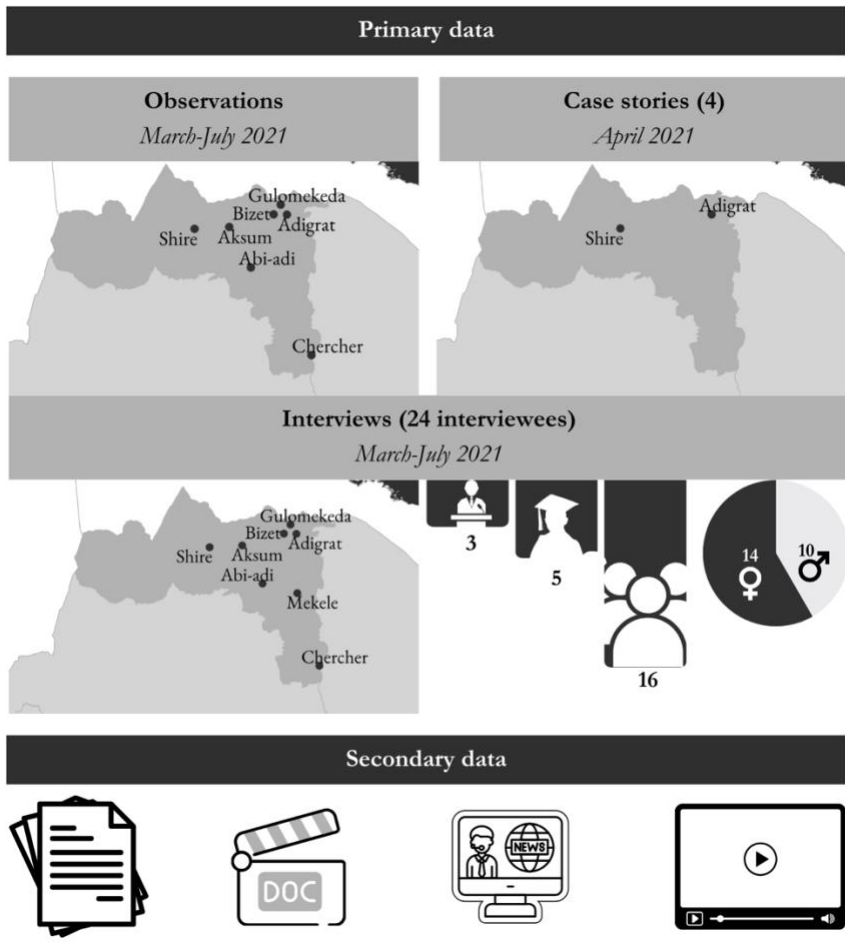 Primary data
Observations
March-July 2021
Gulomekeda
Bizet
Adigrat
Shire
Aksum
Abi-adi
Chercher
Case stories (4)
April 2021
Adigrat
Shire
Interviews (24 interviewees)
March-July 2021
Gulomekeda
Bizet
Adigrat
Shire
Aksum
Abi-adi
Mekele
Chercher
3
5
16
14
10
Secondary data
DOC
NEWS